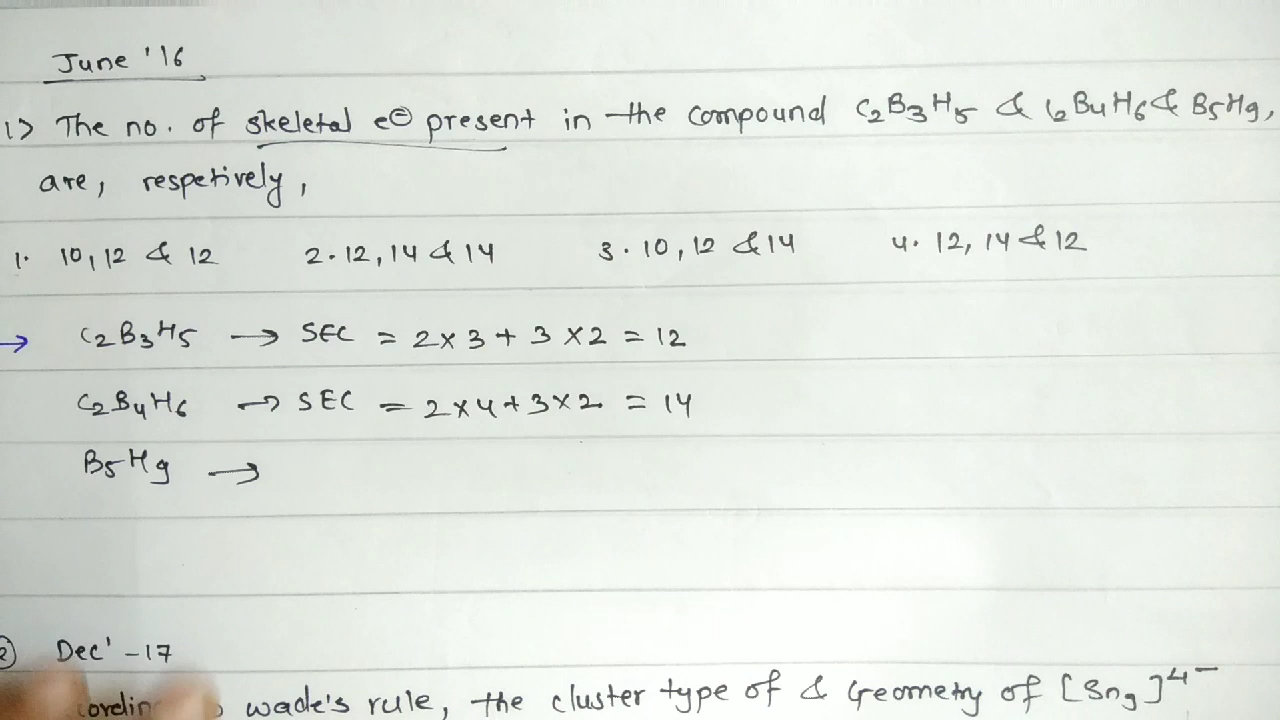 June '16
1> The no. of skeletal e⊖ present in the compound C2B3H5 & C2B4H6 & B5H9,
are, respetively,
1. 10,12 & 12 2. 12,14 & 14 3. 10,12 & 14 4. 12, 14 & 12
→ C2B3H5 → SEC = 2×3 + 3×2 = 12
C2B4H6 → SEC = 2×4+3×2 = 14
B5H9 →
2 Dec' -17
wade's rule, the cluster type of & Geometry of [Sn9]4-